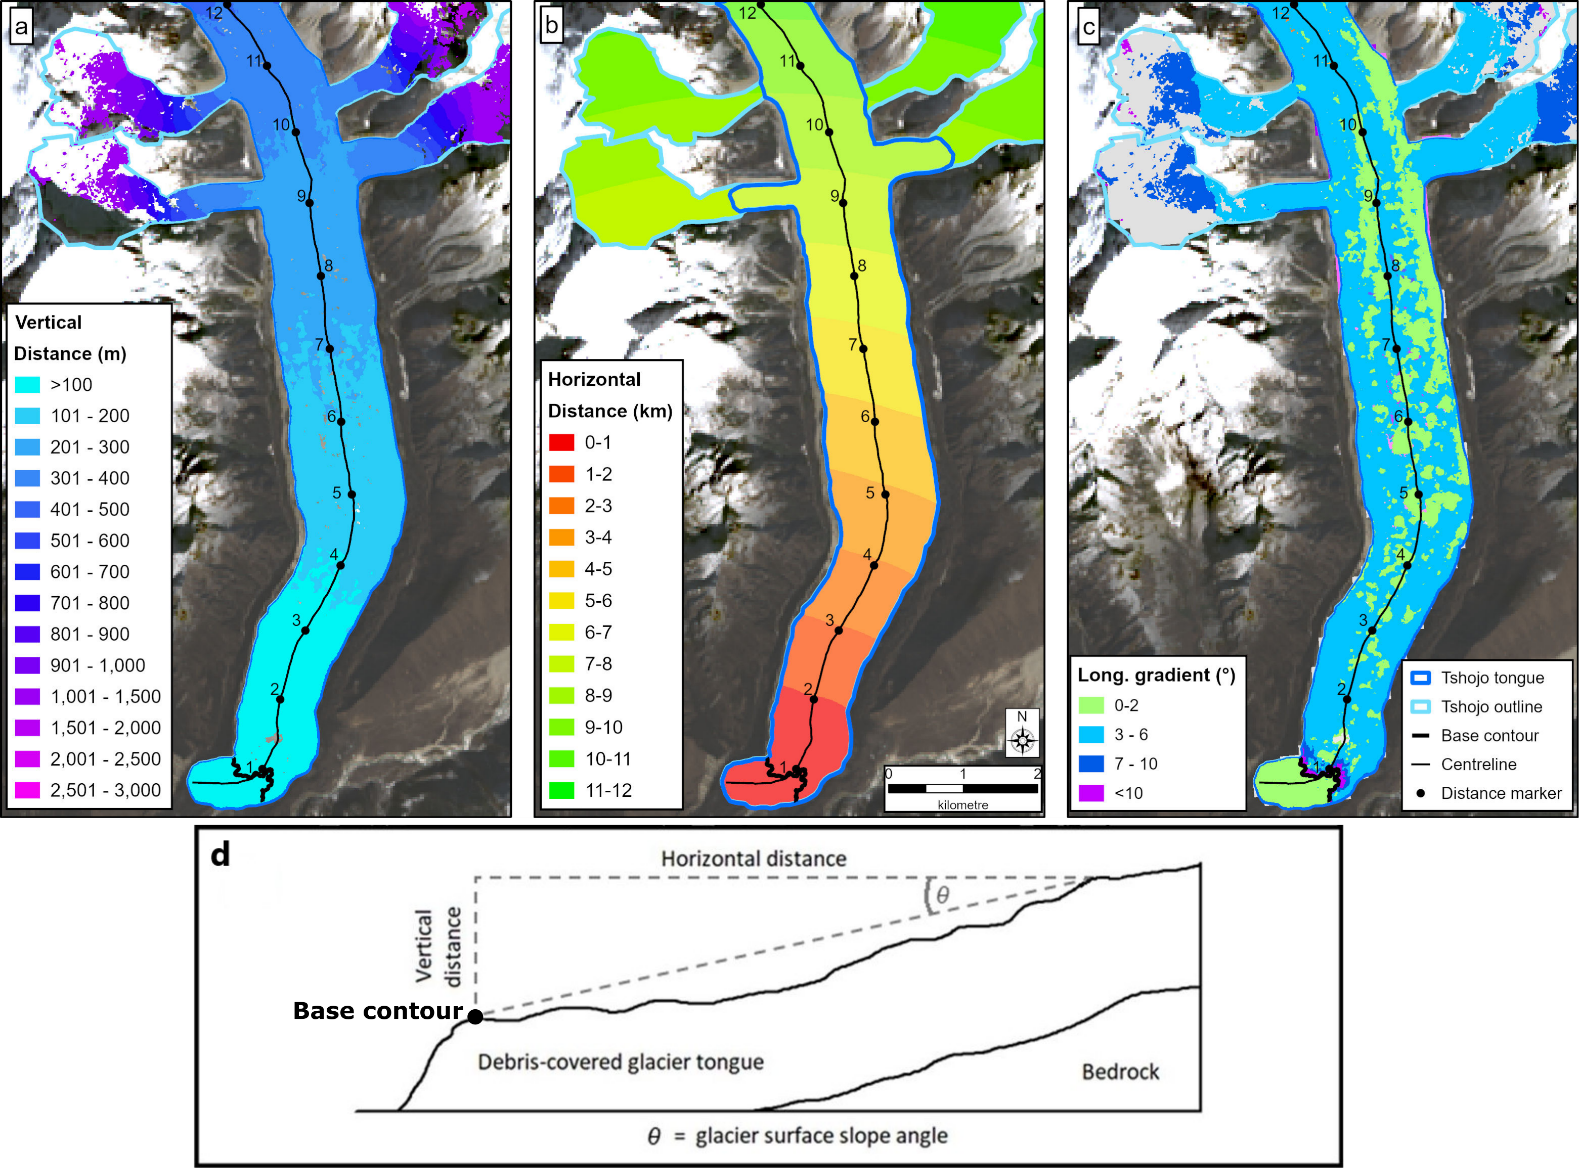 a
12
11
10
9
8
7
6
5
4
3
2
1
Vertical
Distance (m)
>100
101 - 200
201 - 300
301 - 400
401 - 500
501 - 600
601 - 700
701 - 800
801 - 900
901 - 1,000
1,001 - 1,500
1,501 - 2,000
2,001 - 2,500
2,501 - 3,000
b
12
11
10
9
8
7
6
5
4
3
2
1
Horizontal
Distance (km)
0-1
1-2
2-3
3-4
4-5
5-6
6-7
7-8
8-9
9-10
10-11
11-12
N
0 1 2
kilometre
c
12
11
10
9
8
7
6
5
4
3
2
1
Long. gradient (°)
0-2
3 - 6
7 - 10
<10
Tshojo tongue
Tshojo outline
Base contour
Centreline
Distance marker
d
Horizontal distance
θ
Vertical
distance
Base contour
Debris-covered glacier tongue
Bedrock
θ = glacier surface slope angle